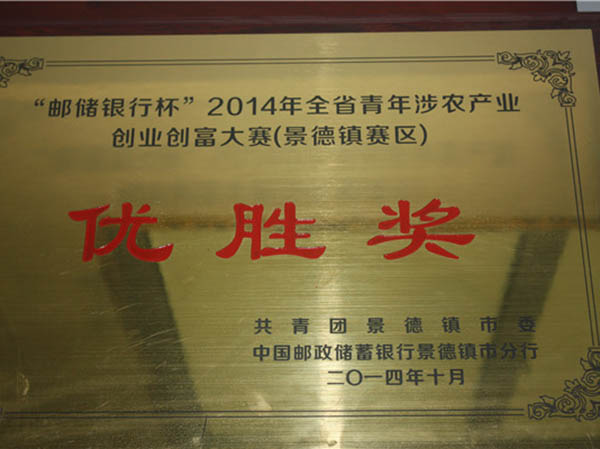 “邮储银行杯”2014年全省青年涉农产业
创业创富大赛(景德镇赛区)
优胜奖
共青团景德镇市委
中国邮政储蓄银行景德镇市分行
二〇一四年十月